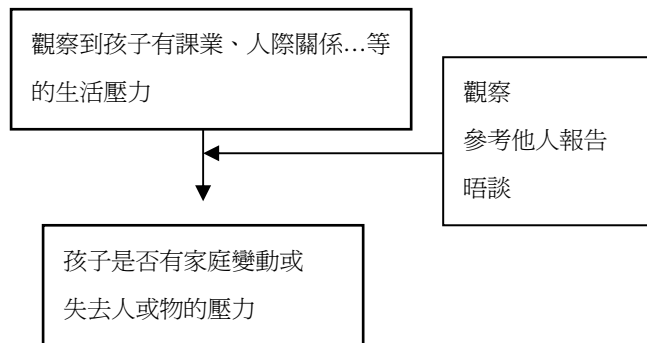 觀察到孩子有課業、人際關係…等
的生活壓力
觀察
參考他人報告
晤談
孩子是否有家庭變動或
失去人或物的壓力